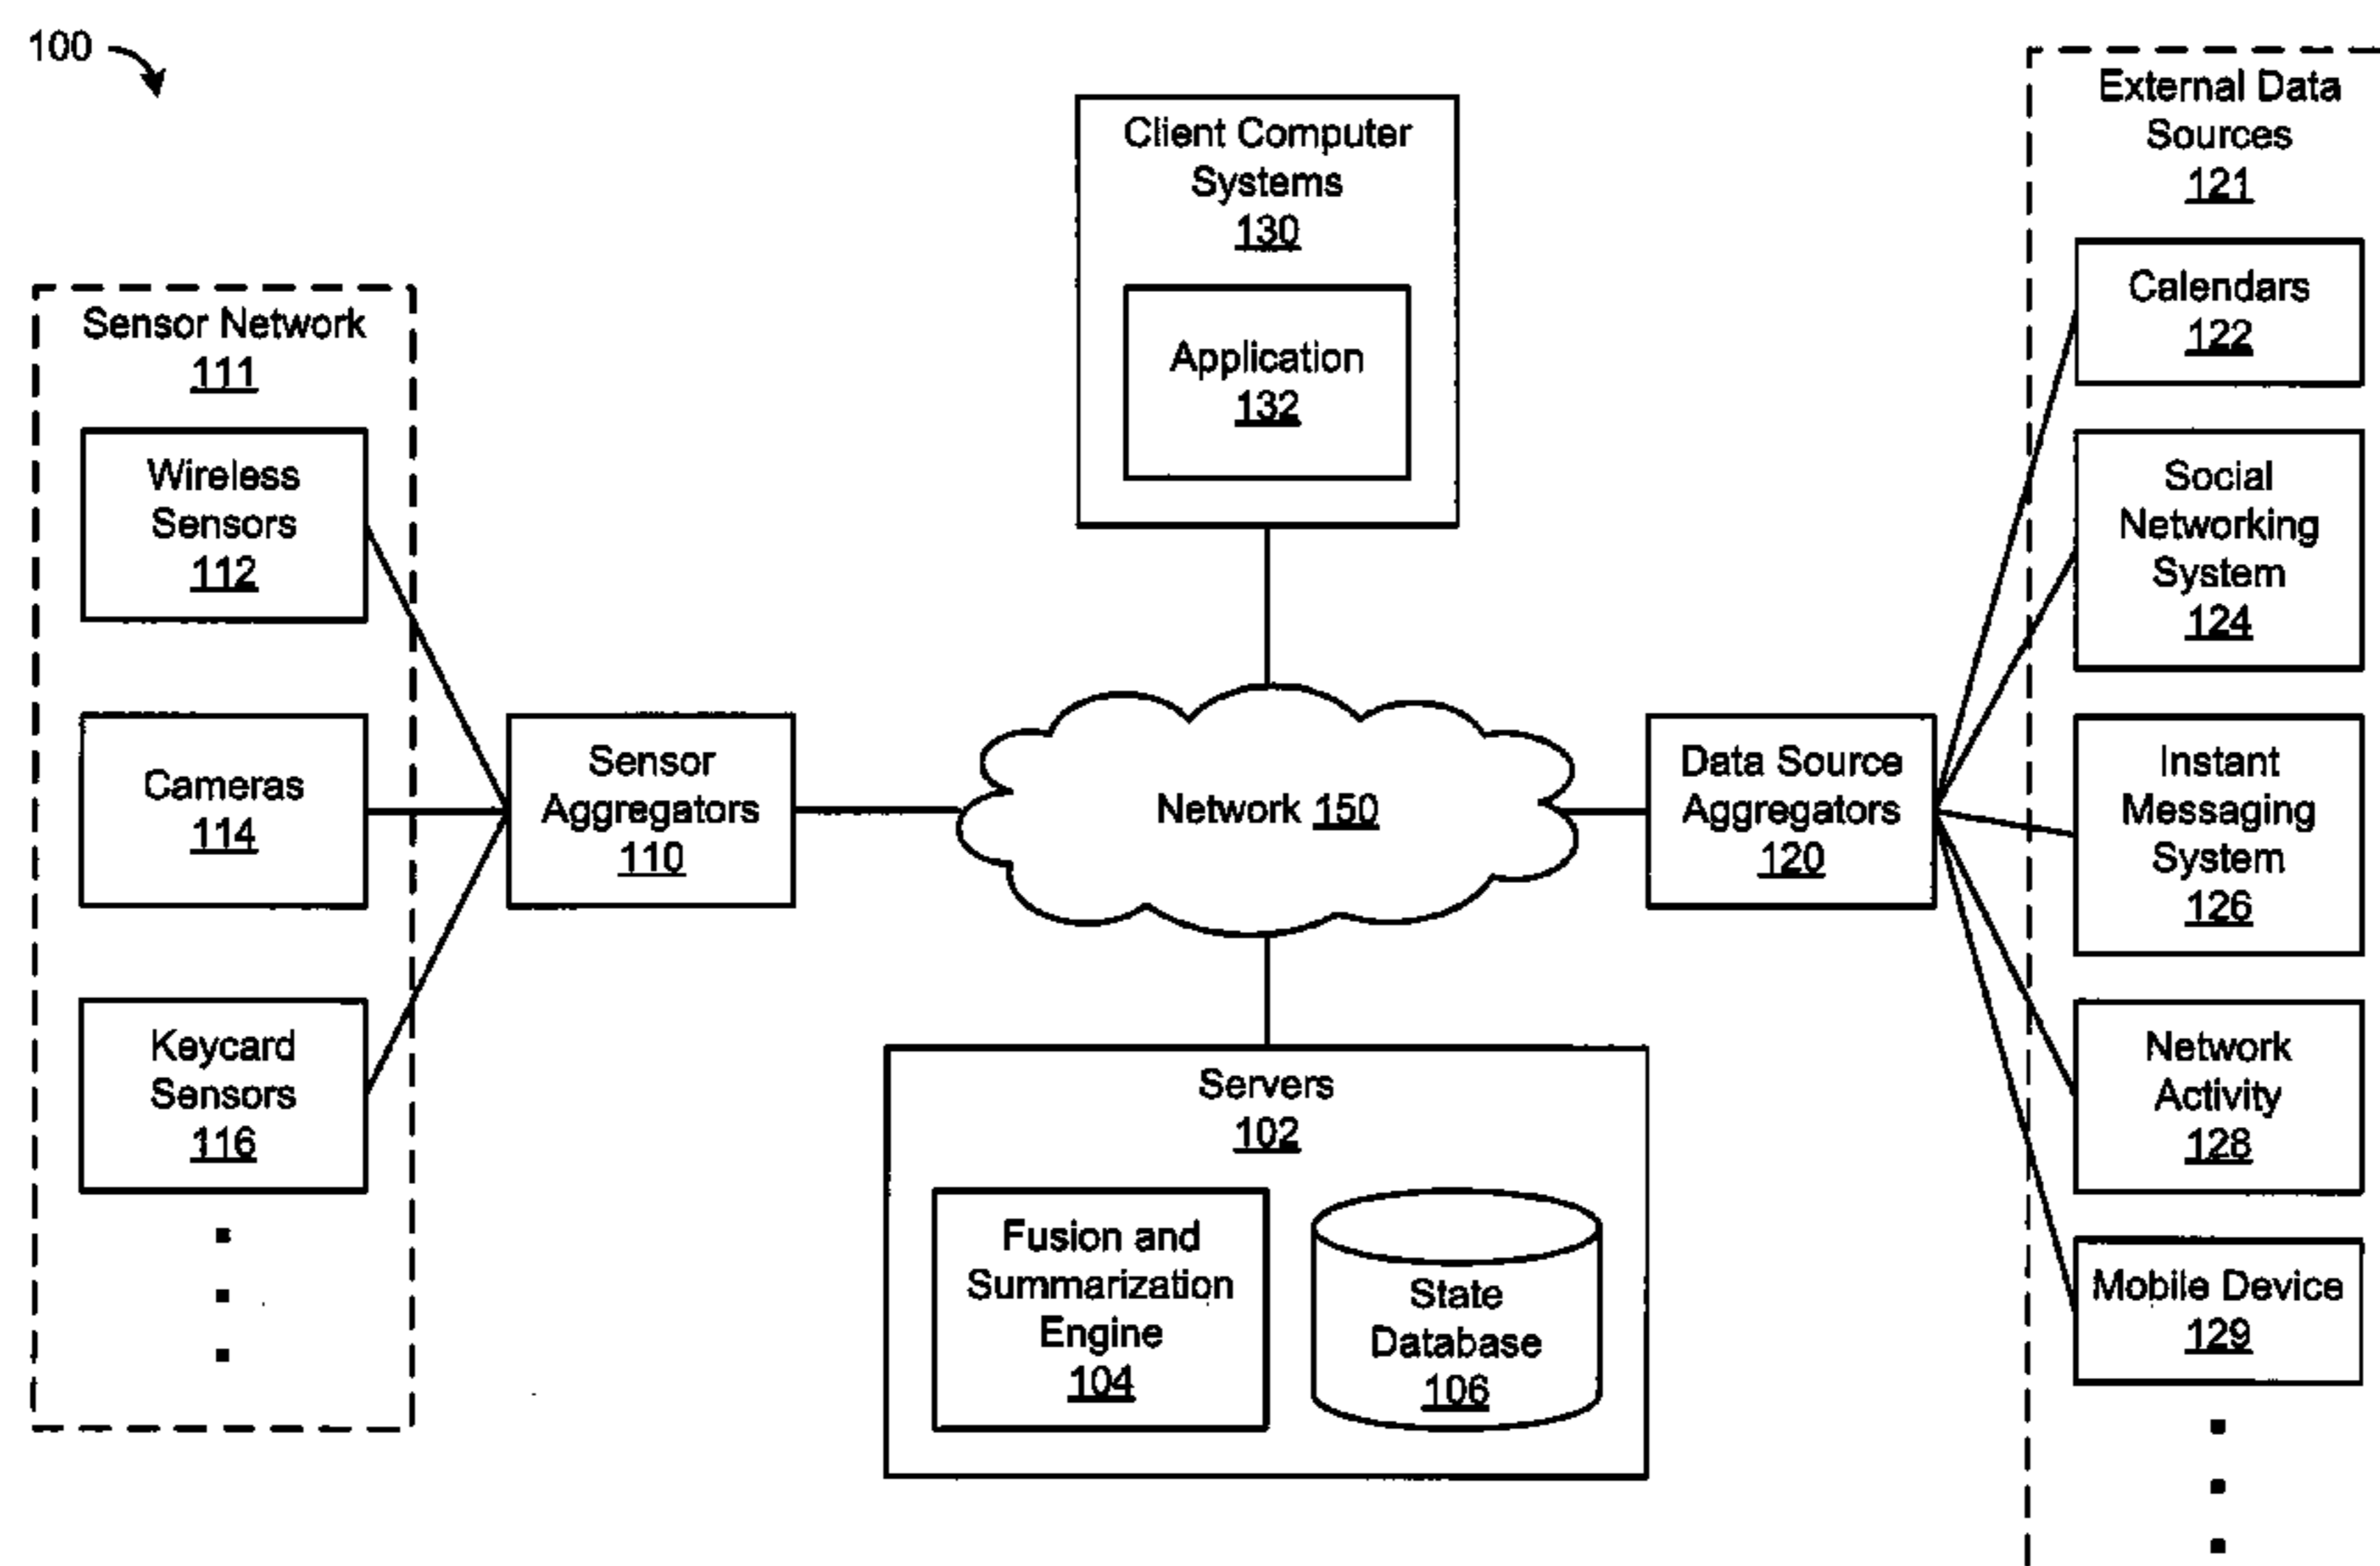 100
Client Computer
Systems
130
Application
132
External Data
Sources
121
Calendars
122
Social
Networking
System
124
Instant
Messaging
System
126
Network
Activity
128
Mobile Device
129
Sensor Network
111
Wireless
Sensors
112
Cameras
114
Keycard
Sensors
116
Sensor
Aggregators
110
Network 150
Data Source
Aggregators
120
Servers
102
Fusion and
Summarization
Engine
104
State
Database
106